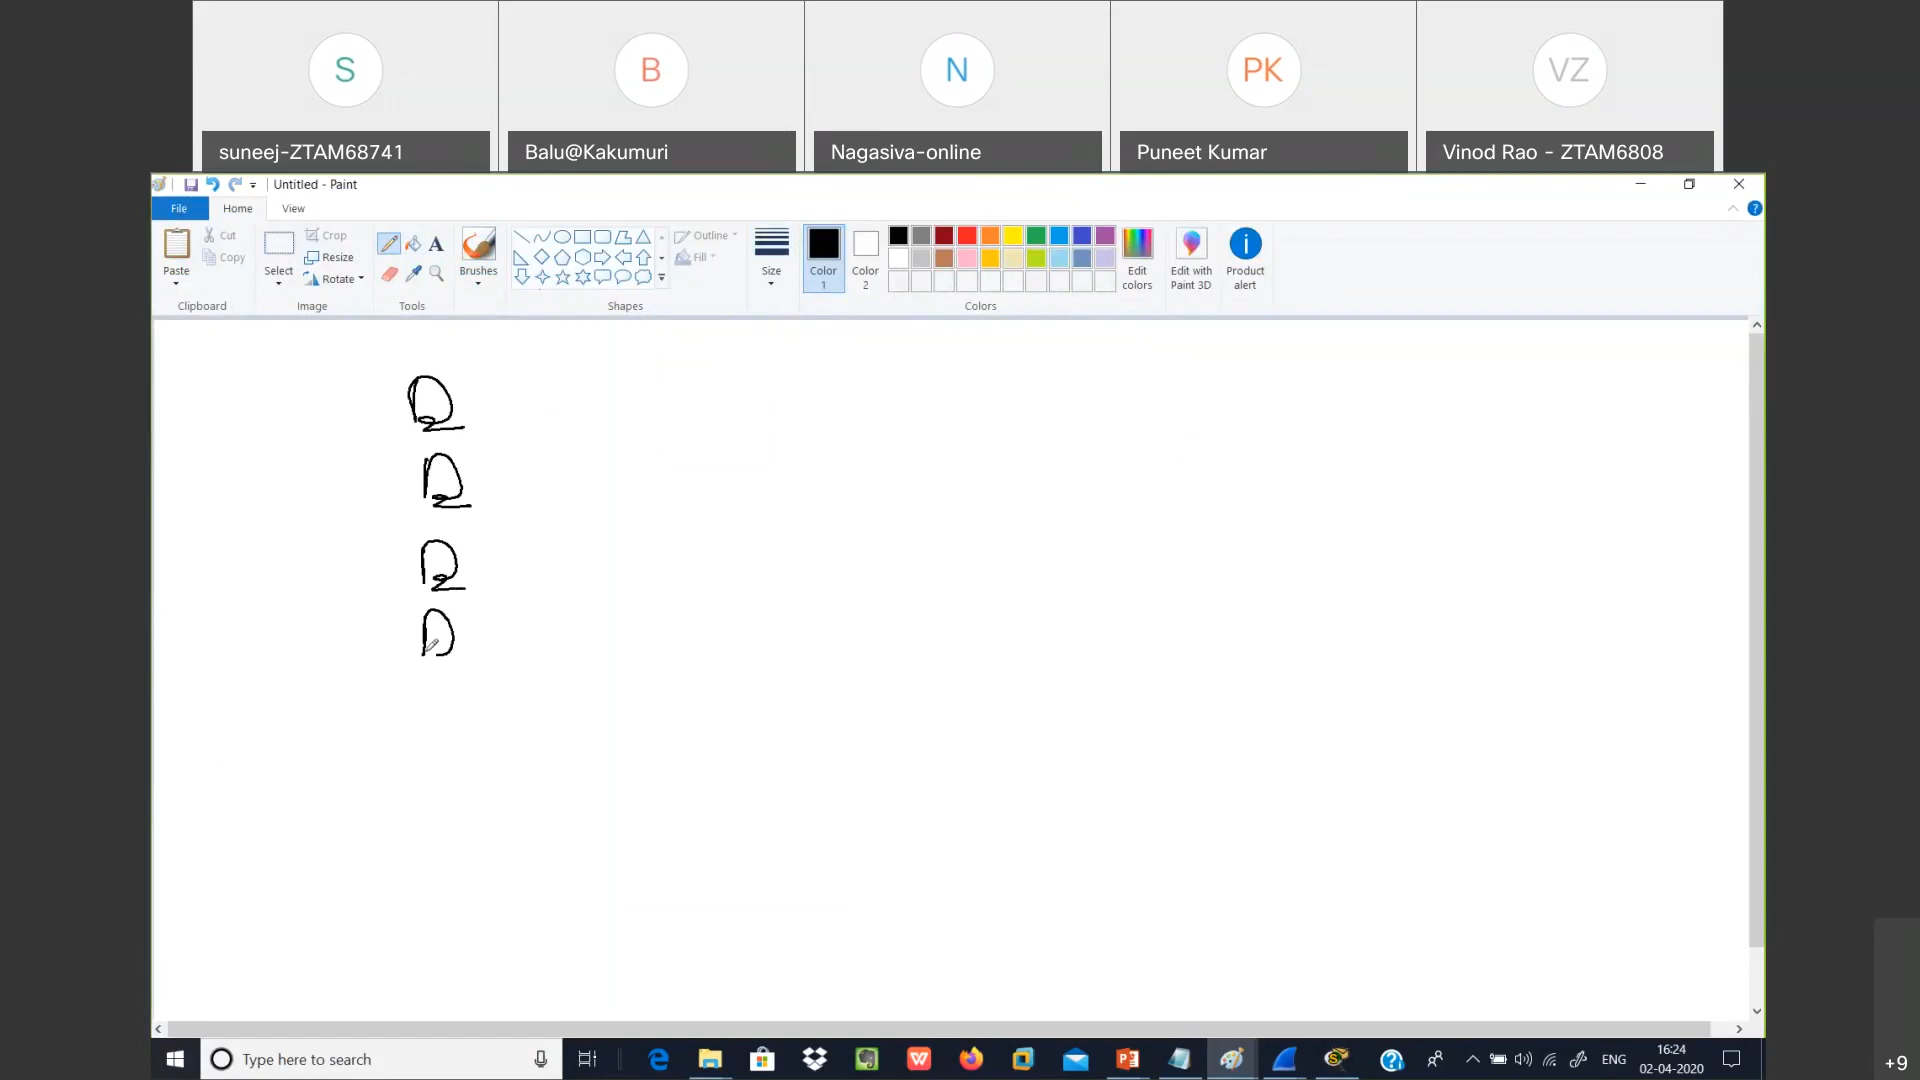 S B N PK VZ
suneej-ZTAM68741 Balu@Kakumuri Nagasiva-online Puneet Kumar Vinod Rao - ZTAM6808
Untitled - Paint
File Home View
Cut Crop Outline
Copy Resize Fill
Paste Select Rotate Brushes Size Color 1 Color 2 Edit colors Edit with Paint 3D Product alert
Clipboard Image Tools Shapes Colors
Type here to search ENG 16:24
02-04-2020
+9